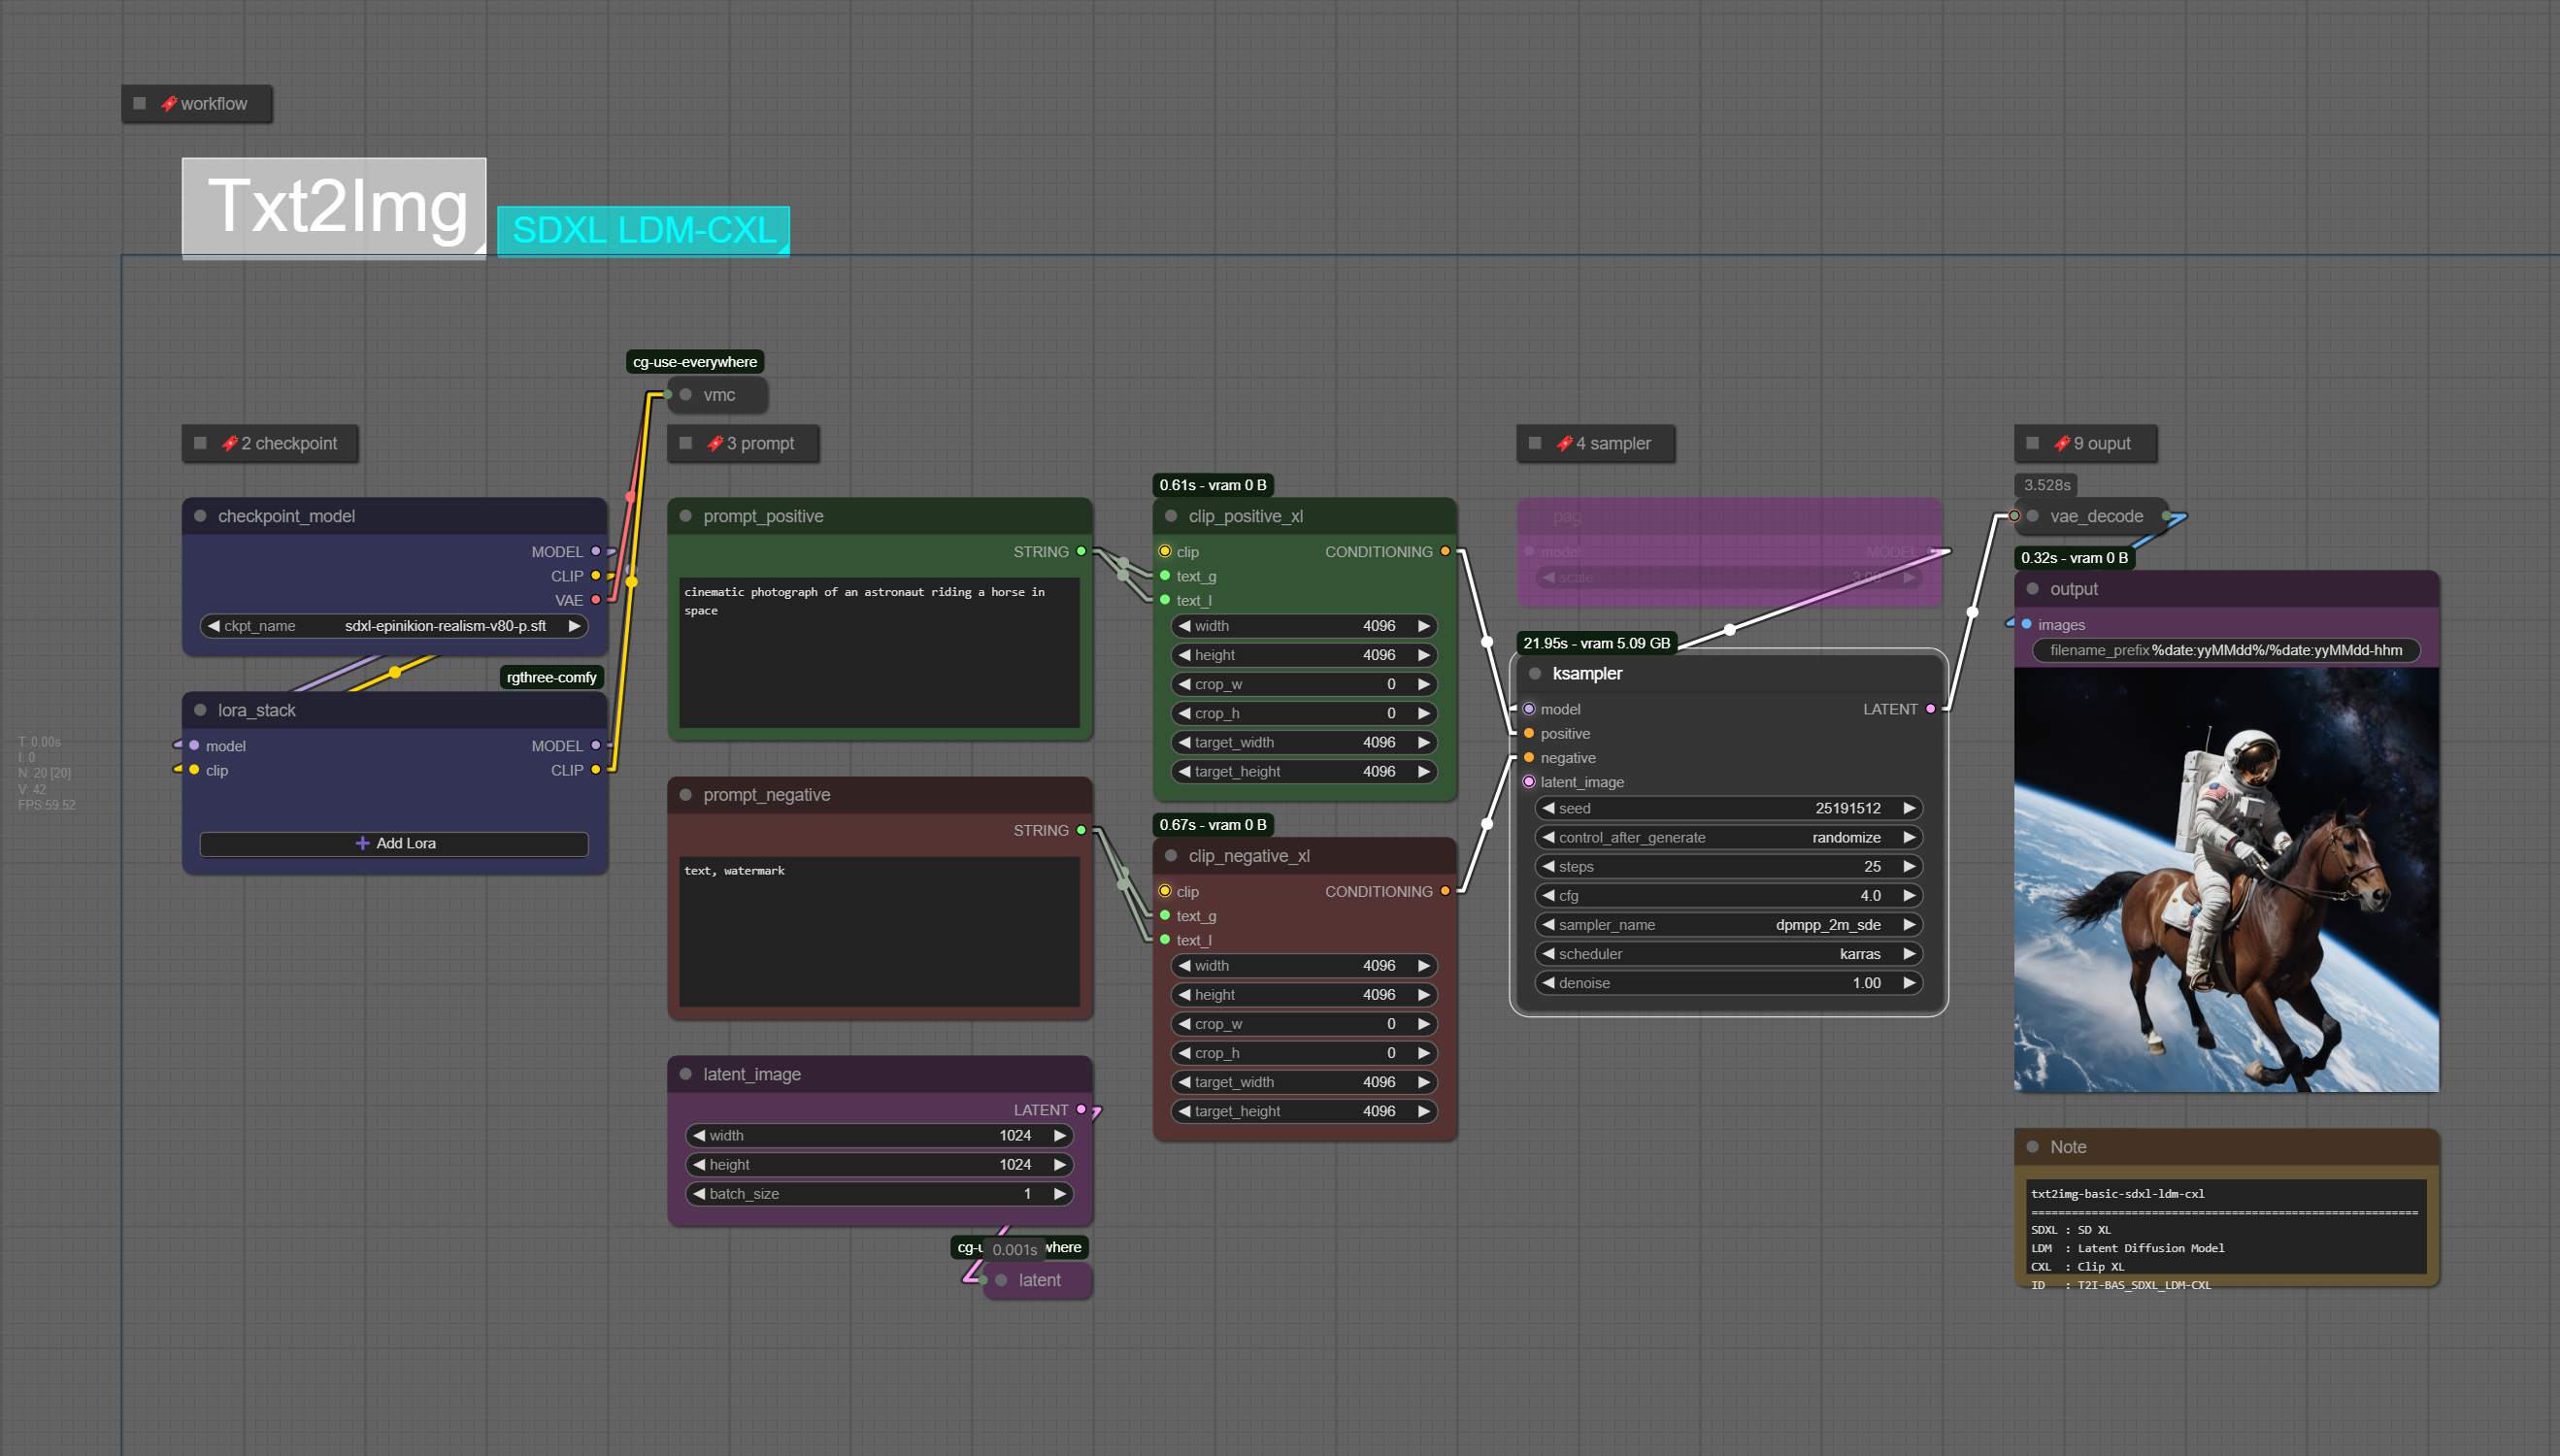 workflow
Txt2Img
SDXL LDM-CXL
cg-use-everywhere
vmc
2 checkpoint
3 prompt
4 sampler
9 ouput
checkpoint_model
MODEL
CLIP
VAE
ckpt_name sdxl-epinikion-realism-v80-p.sft
rgthree-comfy
lora_stack
model MODEL
clip CLIP
Add Lora
T: 0.00s
I: 0
N: 20 [20]
V: 42
FPS:59.52
prompt_positive
STRING
cinematic photograph of an astronaut riding a horse in
space
prompt_negative
STRING
text, watermark
latent_image
LATENT
width 1024
height 1024
batch_size 1
0.001s
latent
0.61s - vram 0 B
clip_positive_xl
clip CONDITIONING
text_g
text_l
width 4096
height 4096
crop_w 0
crop_h 0
target_width 4096
target_height 4096
0.67s - vram 0 B
clip_negative_xl
clip CONDITIONING
text_g
text_l
width 4096
height 4096
crop_w 0
crop_h 0
target_width 4096
target_height 4096
pag
model MODEL
scale 3.00
21.95s - vram 5.09 GB
ksampler
model LATENT
positive
negative
latent_image
seed 25191512
control_after_generate randomize
steps 25
cfg 4.0
sampler_name dpmpp_2m_sde
scheduler karras
denoise 1.00
3.528s
vae_decode
0.32s - vram 0 B
output
images
filename_prefix %date:yyMMdd%/%date:yyMMdd-hhm
Note
txt2img-basic-sdxl-ldm-cxl
==========================================================
SDXL : SD XL
LDM : Latent Diffusion Model
CXL : Clip XL
ID : T2I-BAS_SDXL_LDM-CXL